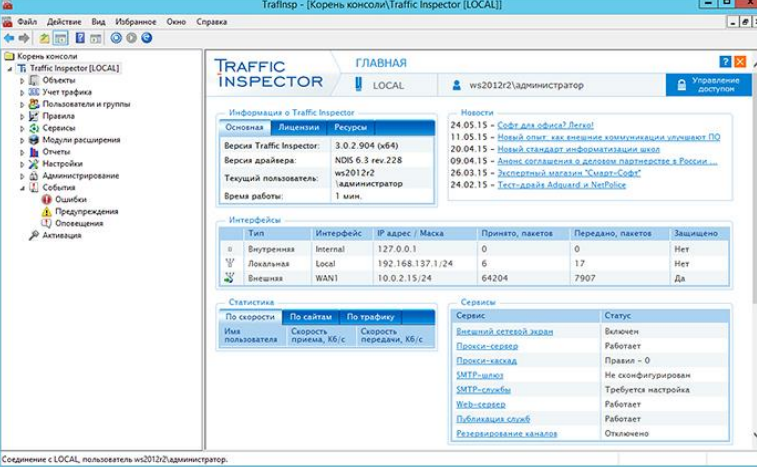 TrafInsp - [Корень консоли\Traffic Inspector [LOCAL]]
Файл Действие Вид Избранное Окно Справка
Корень консоли
Traffic Inspector [LOCAL]
Объекты
Учет трафика
Пользователи и группы
Правила
Сервисы
Модули расширения
Отчеты
Настройки
Администрирование
События
Ошибки
Предупреждения
Оповещения
Активация
TRAFFIC INSPECTOR
ГЛАВНАЯ
LOCAL
ws2012r2\администратор
Управление доступом
Информация о Traffic Inspector
Основная Лицензии Ресурсы
Версия Traffic Inspector: 3.0.2.904 (x64)
Версия драйвера: NDIS 6.3 rev.228
Текущий пользователь: ws2012r2 \администратор
Время работы: 1 мин.
Новости
24.05.15 - Софт для офиса? Легко!
11.05.15 - Новый опыт: как внешние коммуникации улучшают ПО
20.04.15 - Новый стандарт информатизации школ
09.04.15 - Анонс соглашения о деловом партнерстве в России ...
26.03.15 - Экспертный магазин "Смарт-Софт"
24.02.15 - Тест-драйв Adguard и NetPolice
Интерфейсы
Тип Интерфейс IP адрес / Маска Принято, пакетов Передано, пакетов Защищено
Внутренняя Internal 127.0.0.1 0 0 Нет
Локальная Local 192.168.137.1/24 6 17 Нет
Внешняя WAN1 10.0.2.15/24 64204 7907 Да
Статистика
По скорости По сайтам По трафику
Имя пользователя Скорость приема, Кб/с Скорость передачи, Кб/с
Сервисы
Сервис Статус
Внешний сетевой экран Включен
Прокси-сервер Работает
Прокси-каскад Правил - 0
SMTP-шлюз Не сконфигурирован
SMTP-службы Требуется настройка
Web-сервер Работает
Публикация служб Работает
Резервирование каналов Отключено
Соединение с LOCAL, пользователь ws2012r2\администратор.